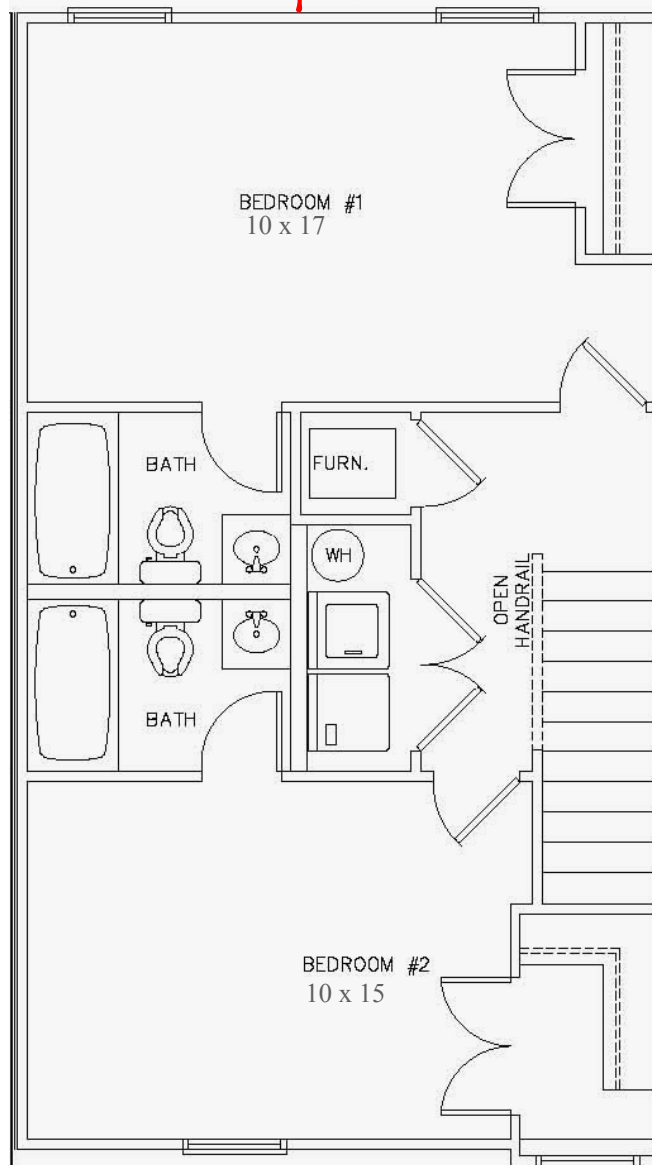 BEDROOM #1
10 x 17
BATH
FURN.
WH
OPEN
HANDRAIL
BATH
BEDROOM #2
10 x 15